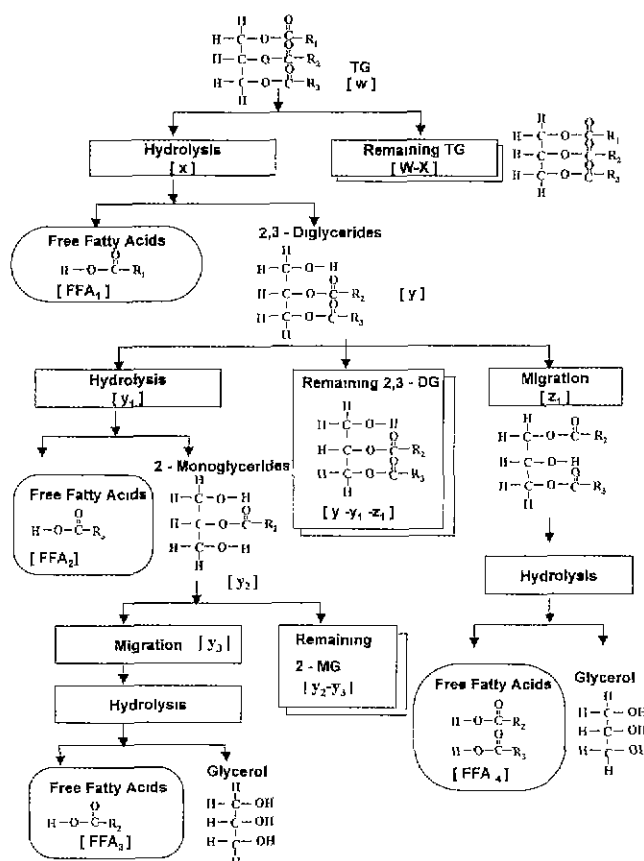 TG
[ w ]
Hydrolysis
[ x ]
Remaining TG
[ W-X ]
Free Fatty Acids
[ FFA1 ]
2,3 - Diglycerides
[ y ]
Hydrolysis
[ y1 ]
Remaining 2,3 - DG
[ y -y1 -z1 ]
Migration
[ z1 ]
Free Fatty Acids
[ FFA2 ]
2 - Monoglycerides
[ y2 ]
Hydrolysis
Migration [ y3 ]
Remaining
2 - MG
[ y2-y3 ]
Hydrolysis
Free Fatty Acids
[ FFA 4 ]
Glycerol
Free Fatty Acids
[ FFA3 ]
Glycerol